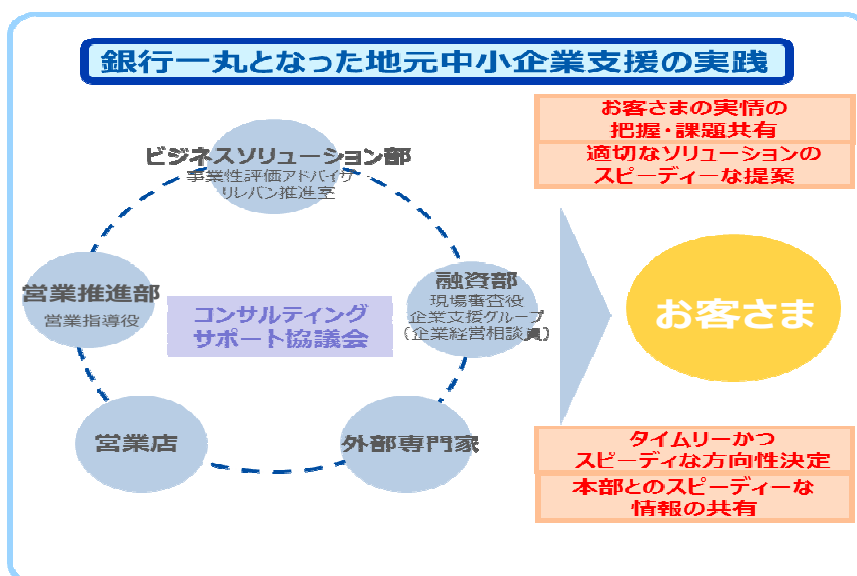 銀行一丸となった地元中小企業支援の実践
お客さまの実情の
把握・課題共有
適切なソリューションの
スピーディーな提案
ビジネスソリューション部
事業性評価アドバイザ
リレバン推進室
営業推進部
営業指導役
コンサルティング
サポート協議会
融資部
現場審査役
企業支援グループ
（企業経営相談員）
お客さま
営業店
外部専門家
タイムリーかつ
スピーディな方向性決定
本部とのスピーディーな
情報の共有